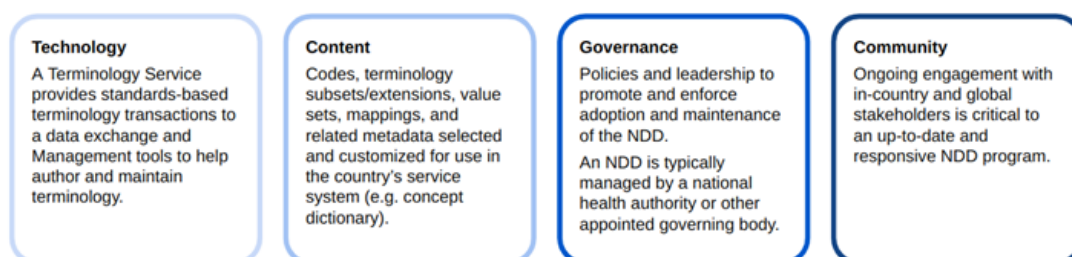 Technology
A Terminology Service
provides standards-based
terminology transactions to
a data exchange and
Management tools to help
author and maintain
terminology.
Content
Codes, terminology
subsets/extensions, value
sets, mappings, and
related metadata selected
and customized for use in
the country's service
system (e.g. concept
dictionary).
Governance
Policies and leadership to
promote and enforce
adoption and maintenance
of the NDD.
An NDD is typically
managed by a national
health authority or other
appointed governing body.
Community
Ongoing engagement with
in-country and global
stakeholders is critical to
an up-to-date and
responsive NDD program.